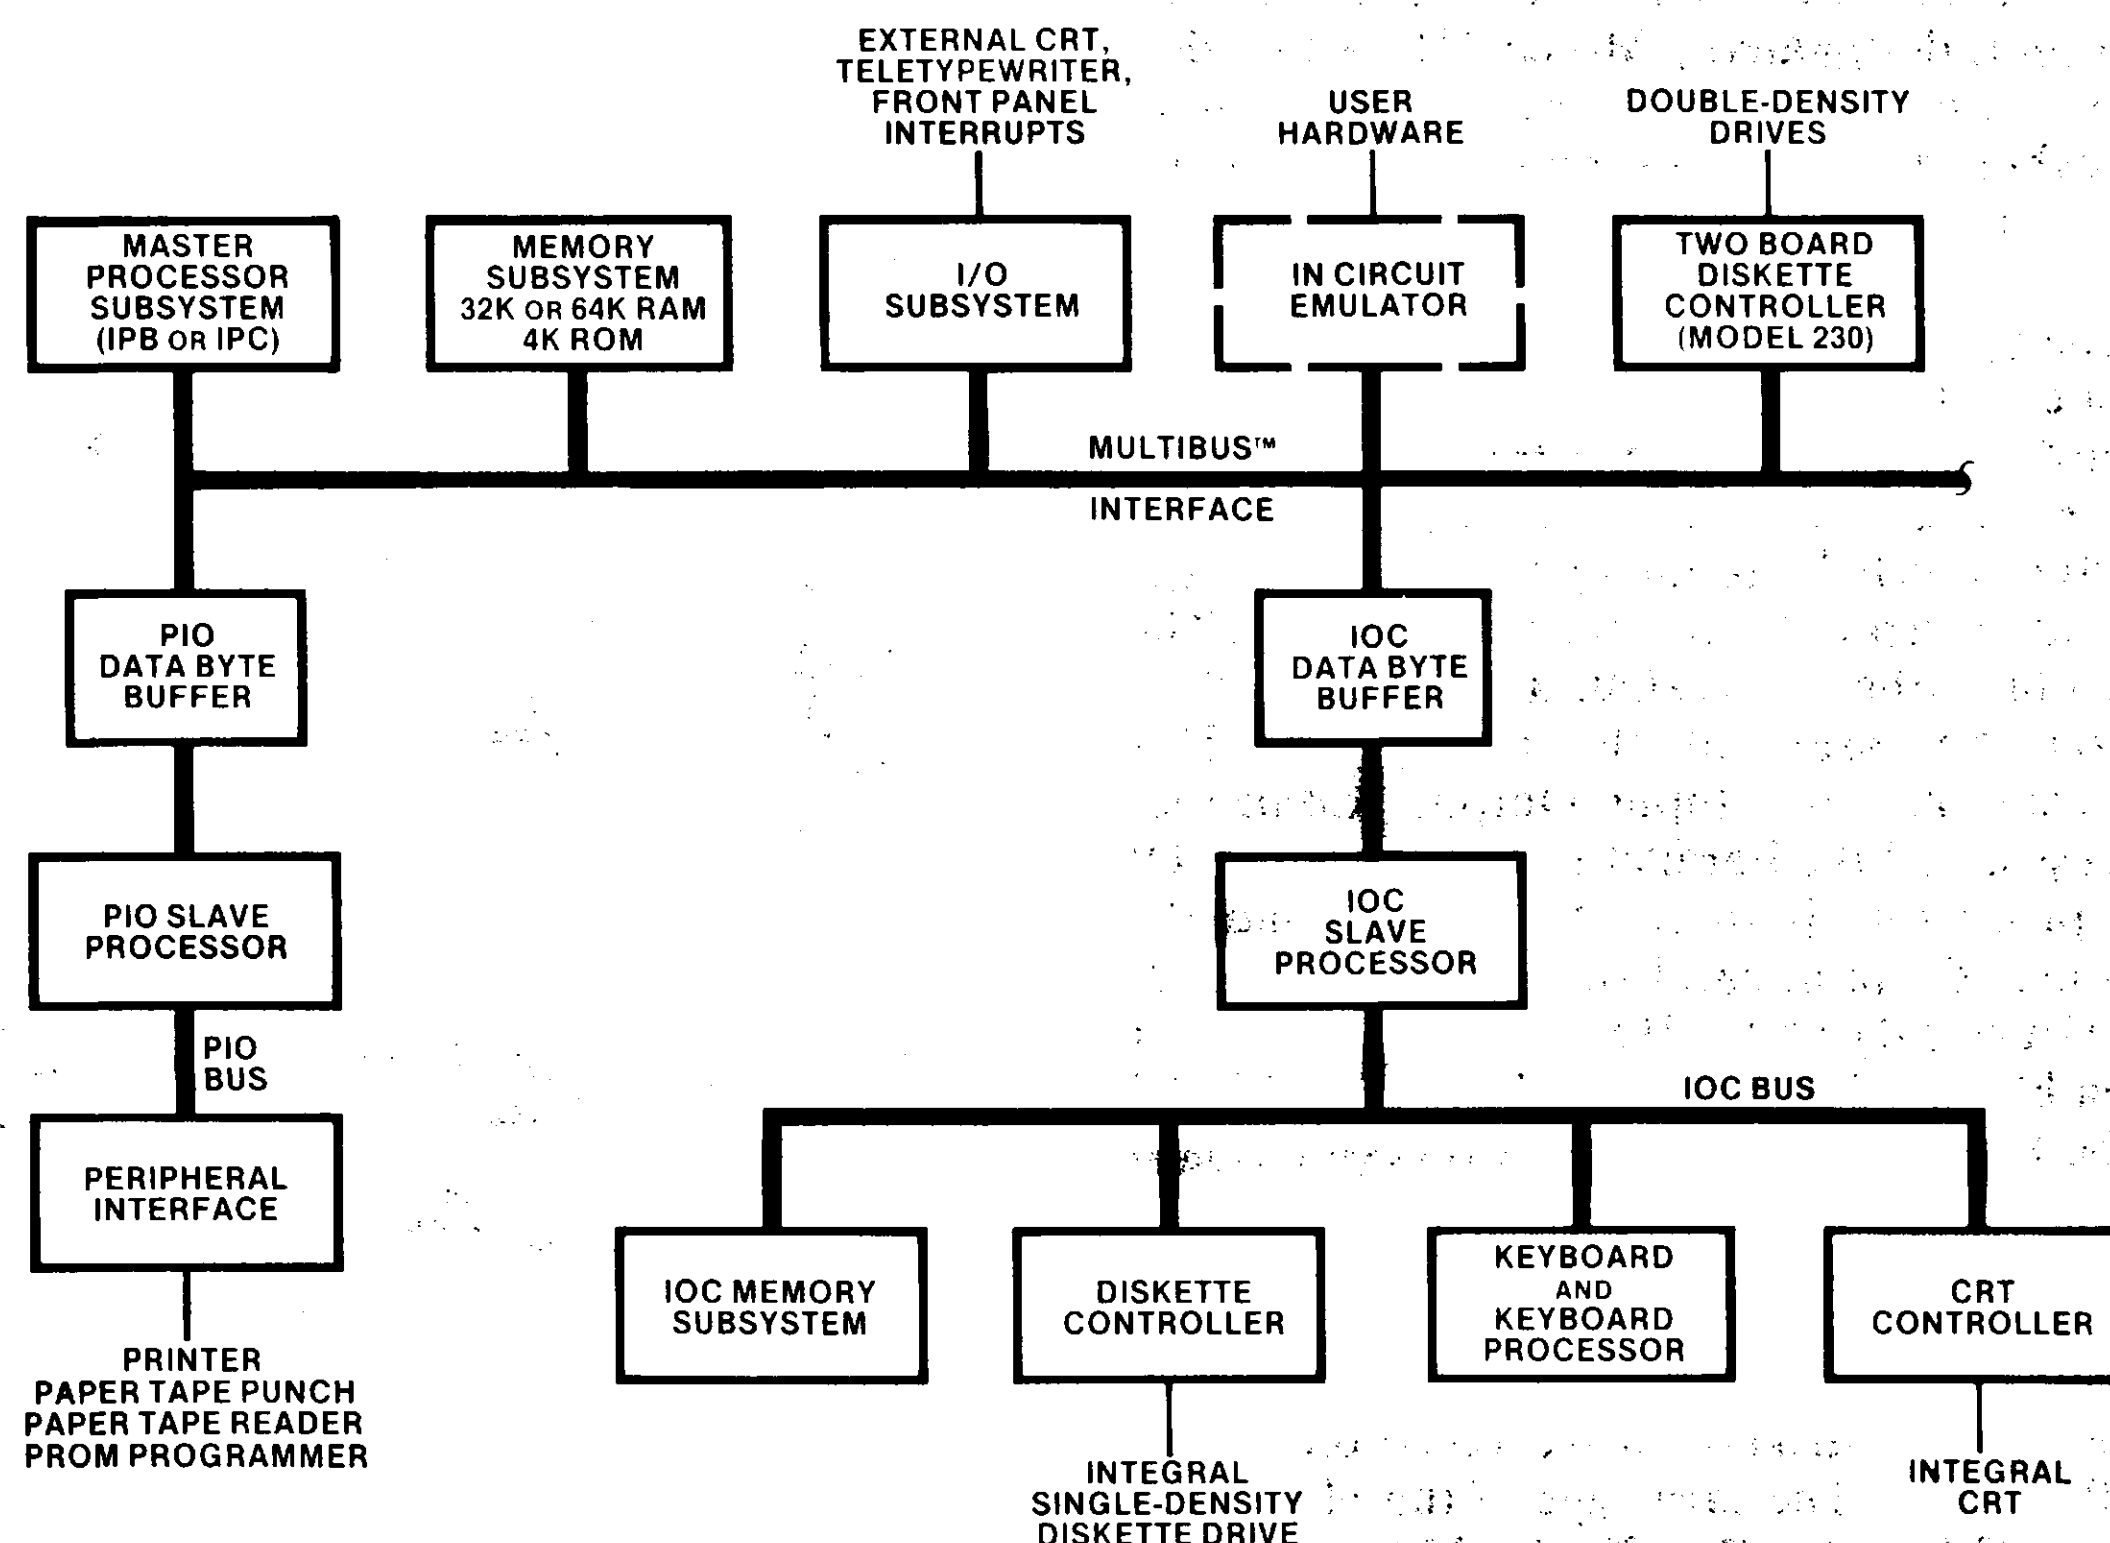 EXTERNAL CRT,
TELETYPEWRITER,
FRONT PANEL
INTERRUPTS
USER
HARDWARE
DOUBLE-DENSITY
DRIVES
MASTER
PROCESSOR
SUBSYSTEM
(IPB OR IPC)
MEMORY
SUBSYSTEM
32K OR 64K RAM
4K ROM
I/O
SUBSYSTEM
IN CIRCUIT
EMULATOR
TWO BOARD
DISKETTE
CONTROLLER
(MODEL 230)
MULTIBUS™
INTERFACE
PIO
DATA BYTE
BUFFER
IOC
DATA BYTE
BUFFER
PIO SLAVE
PROCESSOR
IOC
SLAVE
PROCESSOR
PIO
BUS
IOC BUS
PERIPHERAL
INTERFACE
IOC MEMORY
SUBSYSTEM
DISKETTE
CONTROLLER
KEYBOARD
AND
KEYBOARD
PROCESSOR
CRT
CONTROLLER
PRINTER
PAPER TAPE PUNCH
PAPER TAPE READER
PROM PROGRAMMER
INTEGRAL
SINGLE-DENSITY
DISKETTE DRIVE
INTEGRAL
CRT